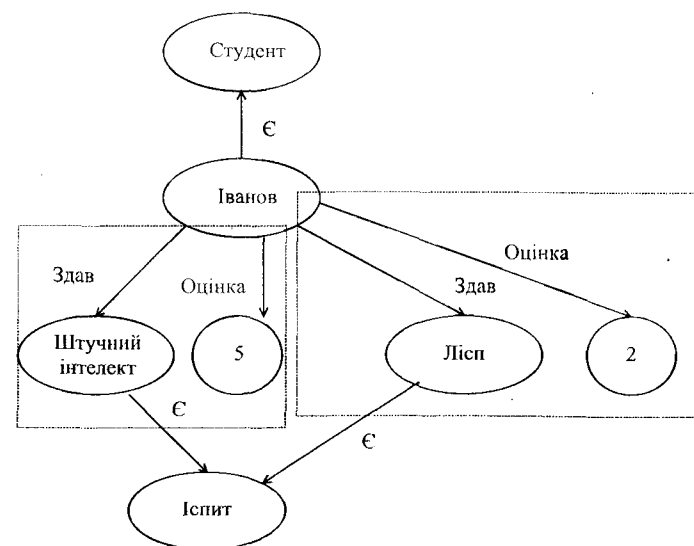 Студент
Є
Іванов
Здав
Оцінка
Здав
Оцінка
Штучний
інтелект
5
Лісп
2
Є
Є
Іспит